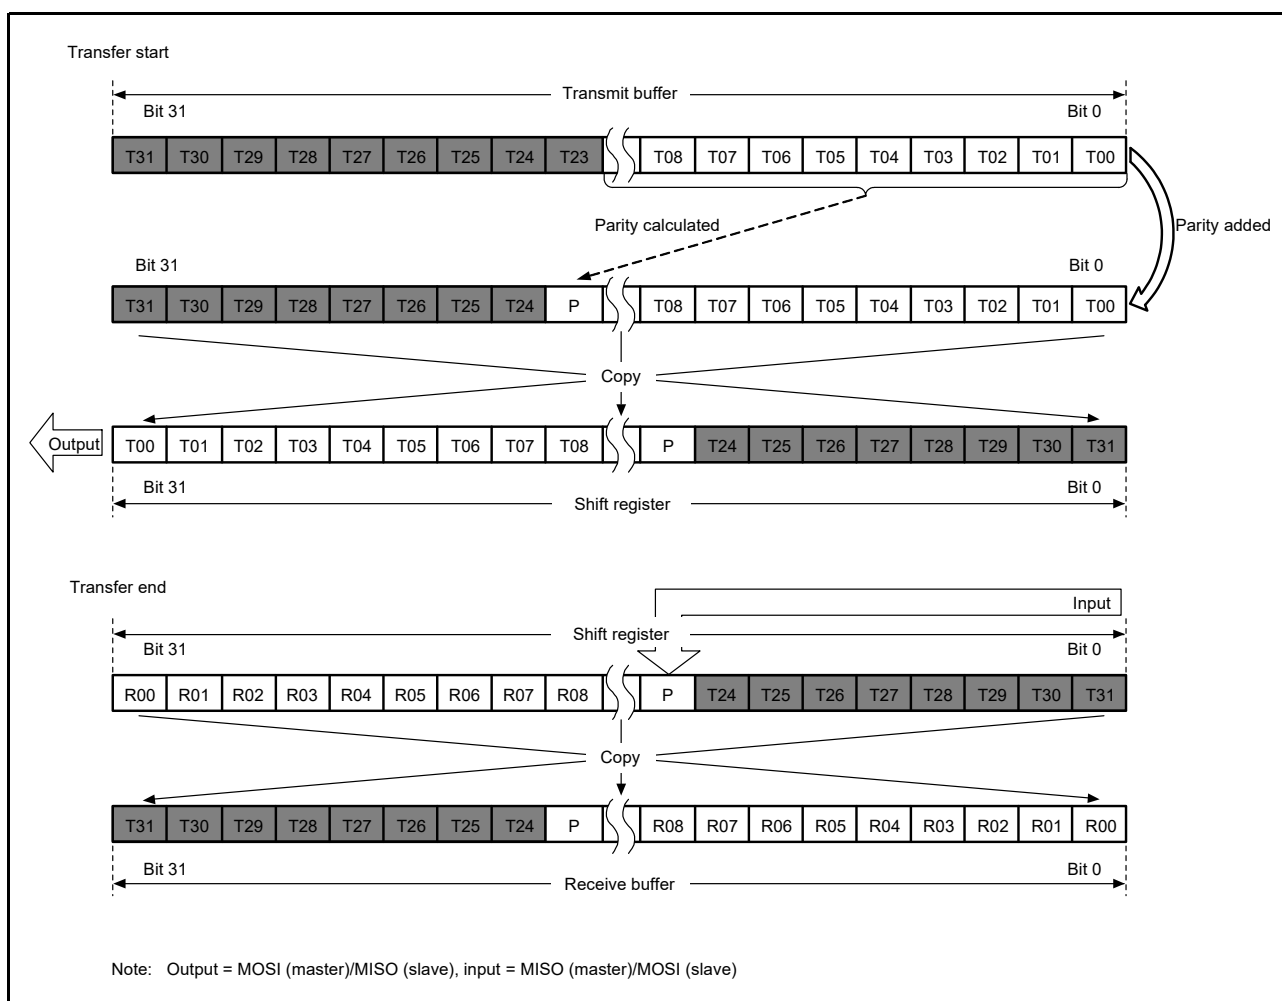 Transfer start
Transmit buffer
Bit 31 Bit 0
T31 T30 T29 T28 T27 T26 T25 T24 T23 T08 T07 T06 T05 T04 T03 T02 T01 T00
Parity calculated Parity added
Bit 31 Bit 0
T31 T30 T29 T28 T27 T26 T25 T24 P T08 T07 T06 T05 T04 T03 T02 T01 T00
Copy
Output T00 T01 T02 T03 T04 T05 T06 T07 T08 P T24 T25 T26 T27 T28 T29 T30 T31
Bit 31 Bit 0
Shift register
Transfer end
Input
Shift register
Bit 31 Bit 0
R00 R01 R02 R03 R04 R05 R06 R07 R08 P T24 T25 T26 T27 T28 T29 T30 T31
Copy
T31 T30 T29 T28 T27 T26 T25 T24 P R08 R07 R06 R05 R04 R03 R02 R01 R00
Bit 31 Bit 0
Receive buffer
Note: Output = MOSI (master)/MISO (slave), input = MISO (master)/MOSI (slave)